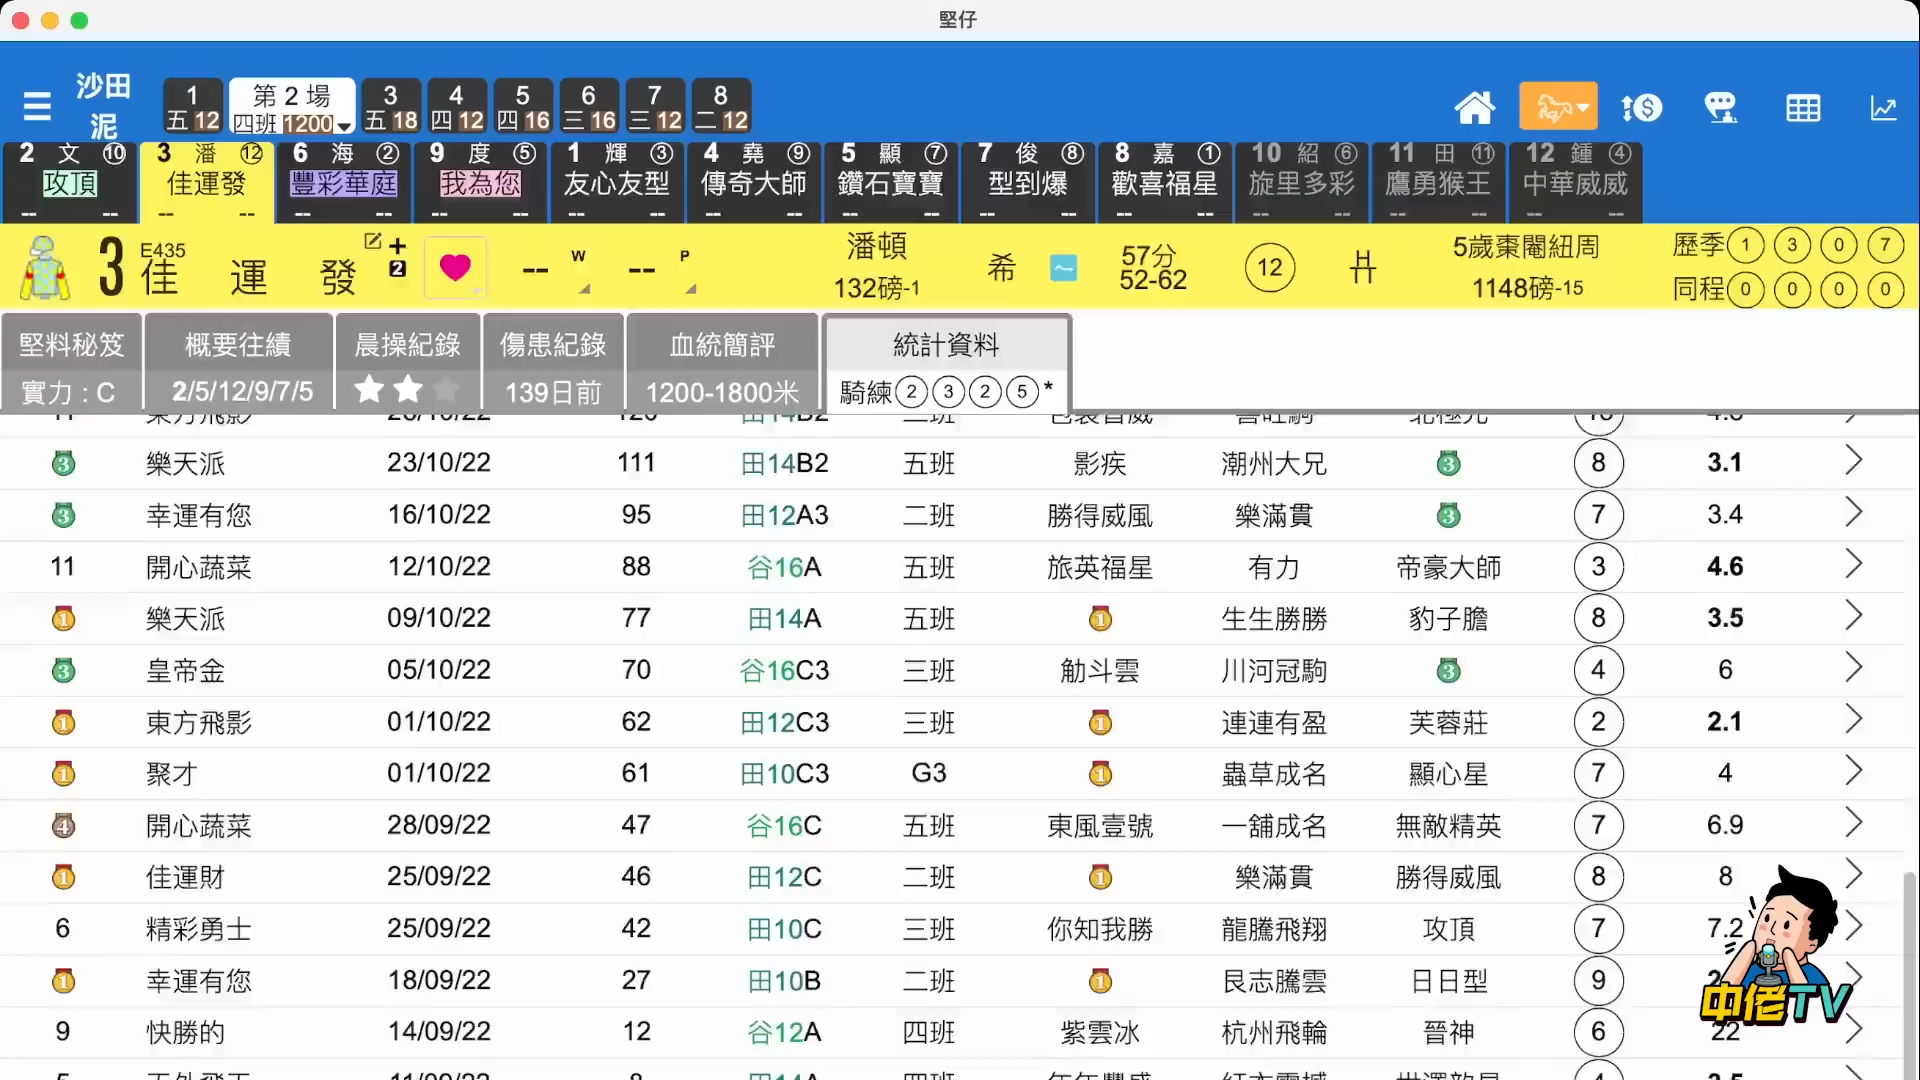 堅仔
沙田
泥
1
五 12
第 2 場
四班 1200
3
五 18
4
四 12
5
四 16
6
三 16
7
三 12
8
二 12
2 文 10
攻頂
-- --
3 潘 12
佳運發
-- --
6 海 2
豐彩華庭
-- --
9 度 5
我為您
-- --
1 輝 3
友心友型
-- --
4 堯 9
傳奇大師
-- --
5 顯 7
鑽石寶寶
-- --
7 俊 8
型到爆
-- --
8 嘉 1
歡喜福星
-- --
10 紹 6
旋里多彩
-- --
11 田 11
鷹勇猴王
-- --
12 鍾 4
中華威威
-- --
3 E435
佳運發
+
2
-- W
-- P
潘頓
132磅-1
希
57分
52-62
12
5歲棗閹紐周
1148磅-15
歷季 1 3 0 7
同程 0 0 0 0
堅料秘笈
實力 : C
概要往績
2/5/12/9/7/5
晨操紀錄
傷患紀錄
139日前
血統簡評
1200-1800米
統計資料
騎練 2 3 2 5 *
3 樂天派 23/10/22 111 田14B2 五班 影疾 潮州大兄 3 8 3.1
3 幸運有您 16/10/22 95 田12A3 二班 勝得威風 樂滿貫 3 7 3.4
11 開心蔬菜 12/10/22 88 谷16A 五班 旅英福星 有力 帝豪大師 3 4.6
1 樂天派 09/10/22 77 田14A 五班 1 生生勝勝 豹子膽 8 3.5
3 皇帝金 05/10/22 70 谷16C3 三班 觔斗雲 川河冠駒 3 4 6
1 東方飛影 01/10/22 62 田12C3 三班 1 連連有盈 芙蓉莊 2 2.1
1 聚才 01/10/22 61 田10C3 G3 1 蟲草成名 顯心星 7 4
4 開心蔬菜 28/09/22 47 谷16C 五班 東風壹號 一舖成名 無敵精英 7 6.9
1 佳運財 25/09/22 46 田12C 二班 1 樂滿貫 勝得威風 8 8
6 精彩勇士 25/09/22 42 田10C 三班 你知我勝 龍騰飛翔 攻頂 7 7.2
1 幸運有您 18/09/22 27 田10B 二班 1 艮志騰雲 日日型 9
9 快勝的 14/09/22 12 谷12A 四班 紫雲冰 杭州飛輪 晉神 6 22
中佬TV